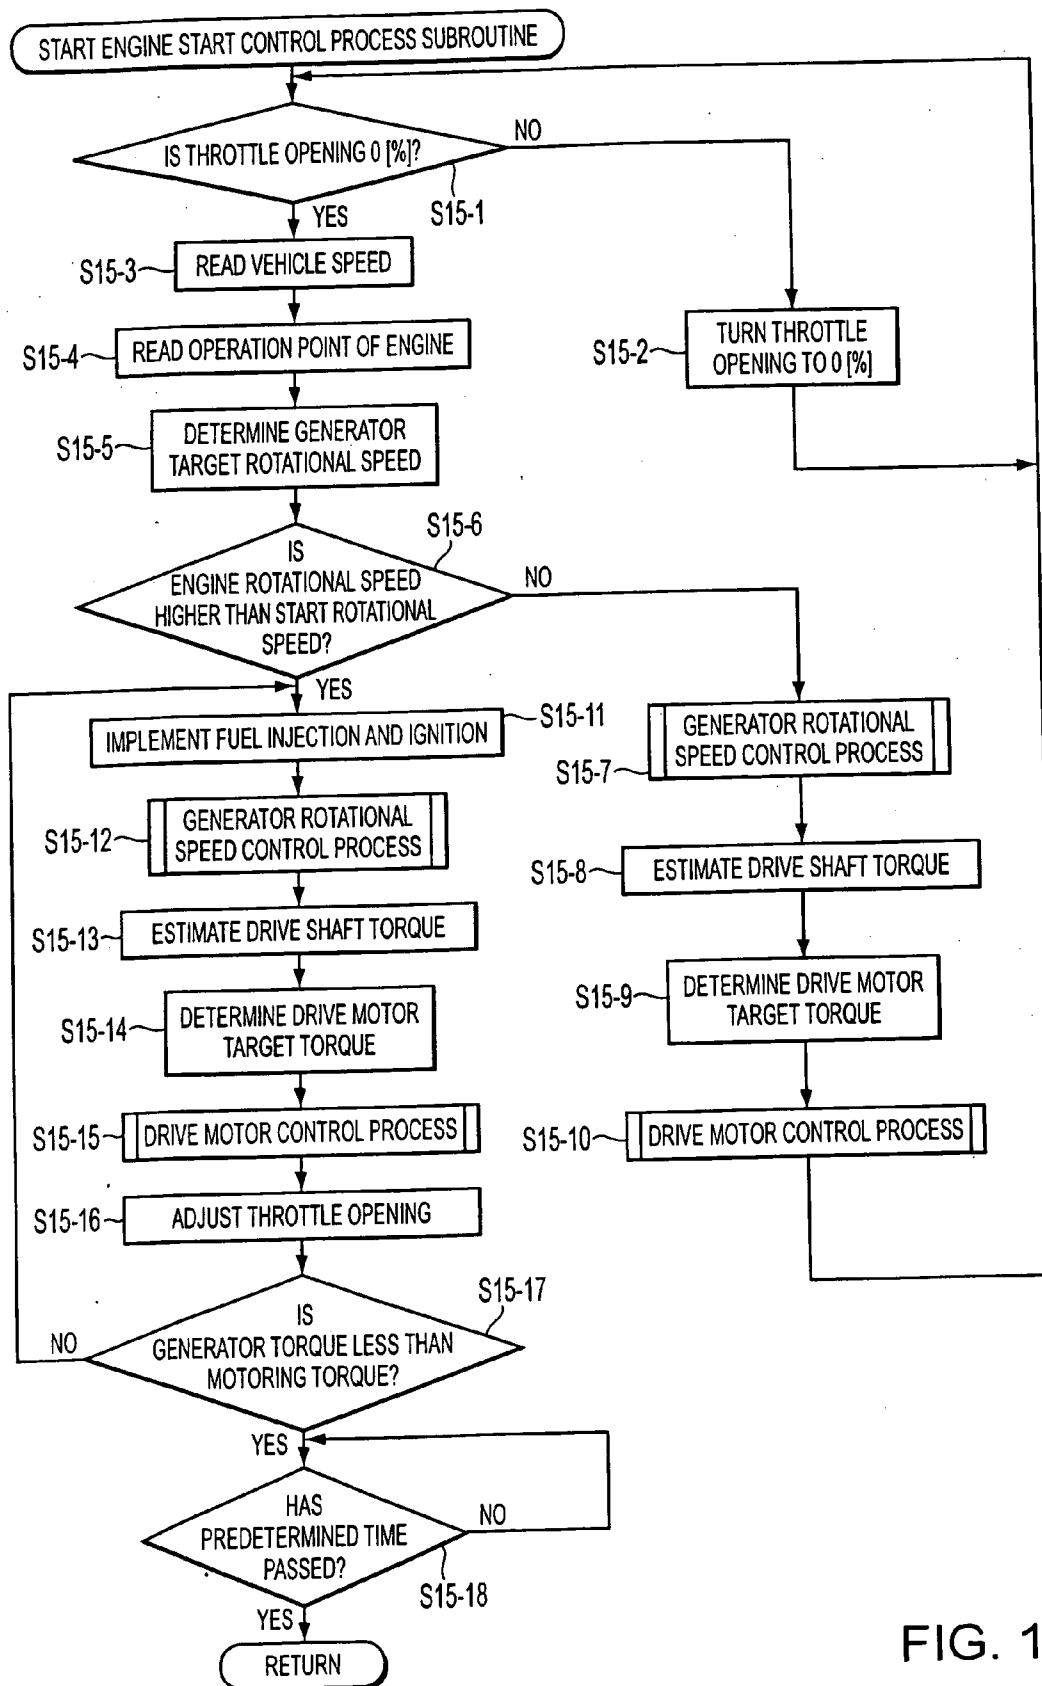 START ENGINE START CONTROL PROCESS SUBROUTINE
IS THROTTLE OPENING 0 [%]?
NO
S15-1
YES
S15-3
READ VEHICLE SPEED
S15-4
READ OPERATION POINT OF ENGINE
S15-2
TURN THROTTLE
OPENING TO 0 [%]
S15-5
DETERMINE GENERATOR
TARGET ROTATIONAL SPEED
S15-6
IS
ENGINE ROTATIONAL SPEED
HIGHER THAN START ROTATIONAL
SPEED?
NO
YES
S15-11
IMPLEMENT FUEL INJECTION AND IGNITION
S15-7
GENERATOR ROTATIONAL
SPEED CONTROL PROCESS
S15-12
GENERATOR ROTATIONAL
SPEED CONTROL PROCESS
S15-8
ESTIMATE DRIVE SHAFT TORQUE
S15-13
ESTIMATE DRIVE SHAFT TORQUE
S15-9
DETERMINE DRIVE MOTOR
TARGET TORQUE
S15-14
DETERMINE DRIVE MOTOR
TARGET TORQUE
S15-15
DRIVE MOTOR CONTROL PROCESS
S15-10
DRIVE MOTOR CONTROL PROCESS
S15-16
ADJUST THROTTLE OPENING
S15-17
IS
GENERATOR TORQUE LESS THAN
MOTORING TORQUE?
NO
YES
HAS
PREDETERMINED TIME
PASSED?
NO
S15-18
YES
RETURN
FIG. 1